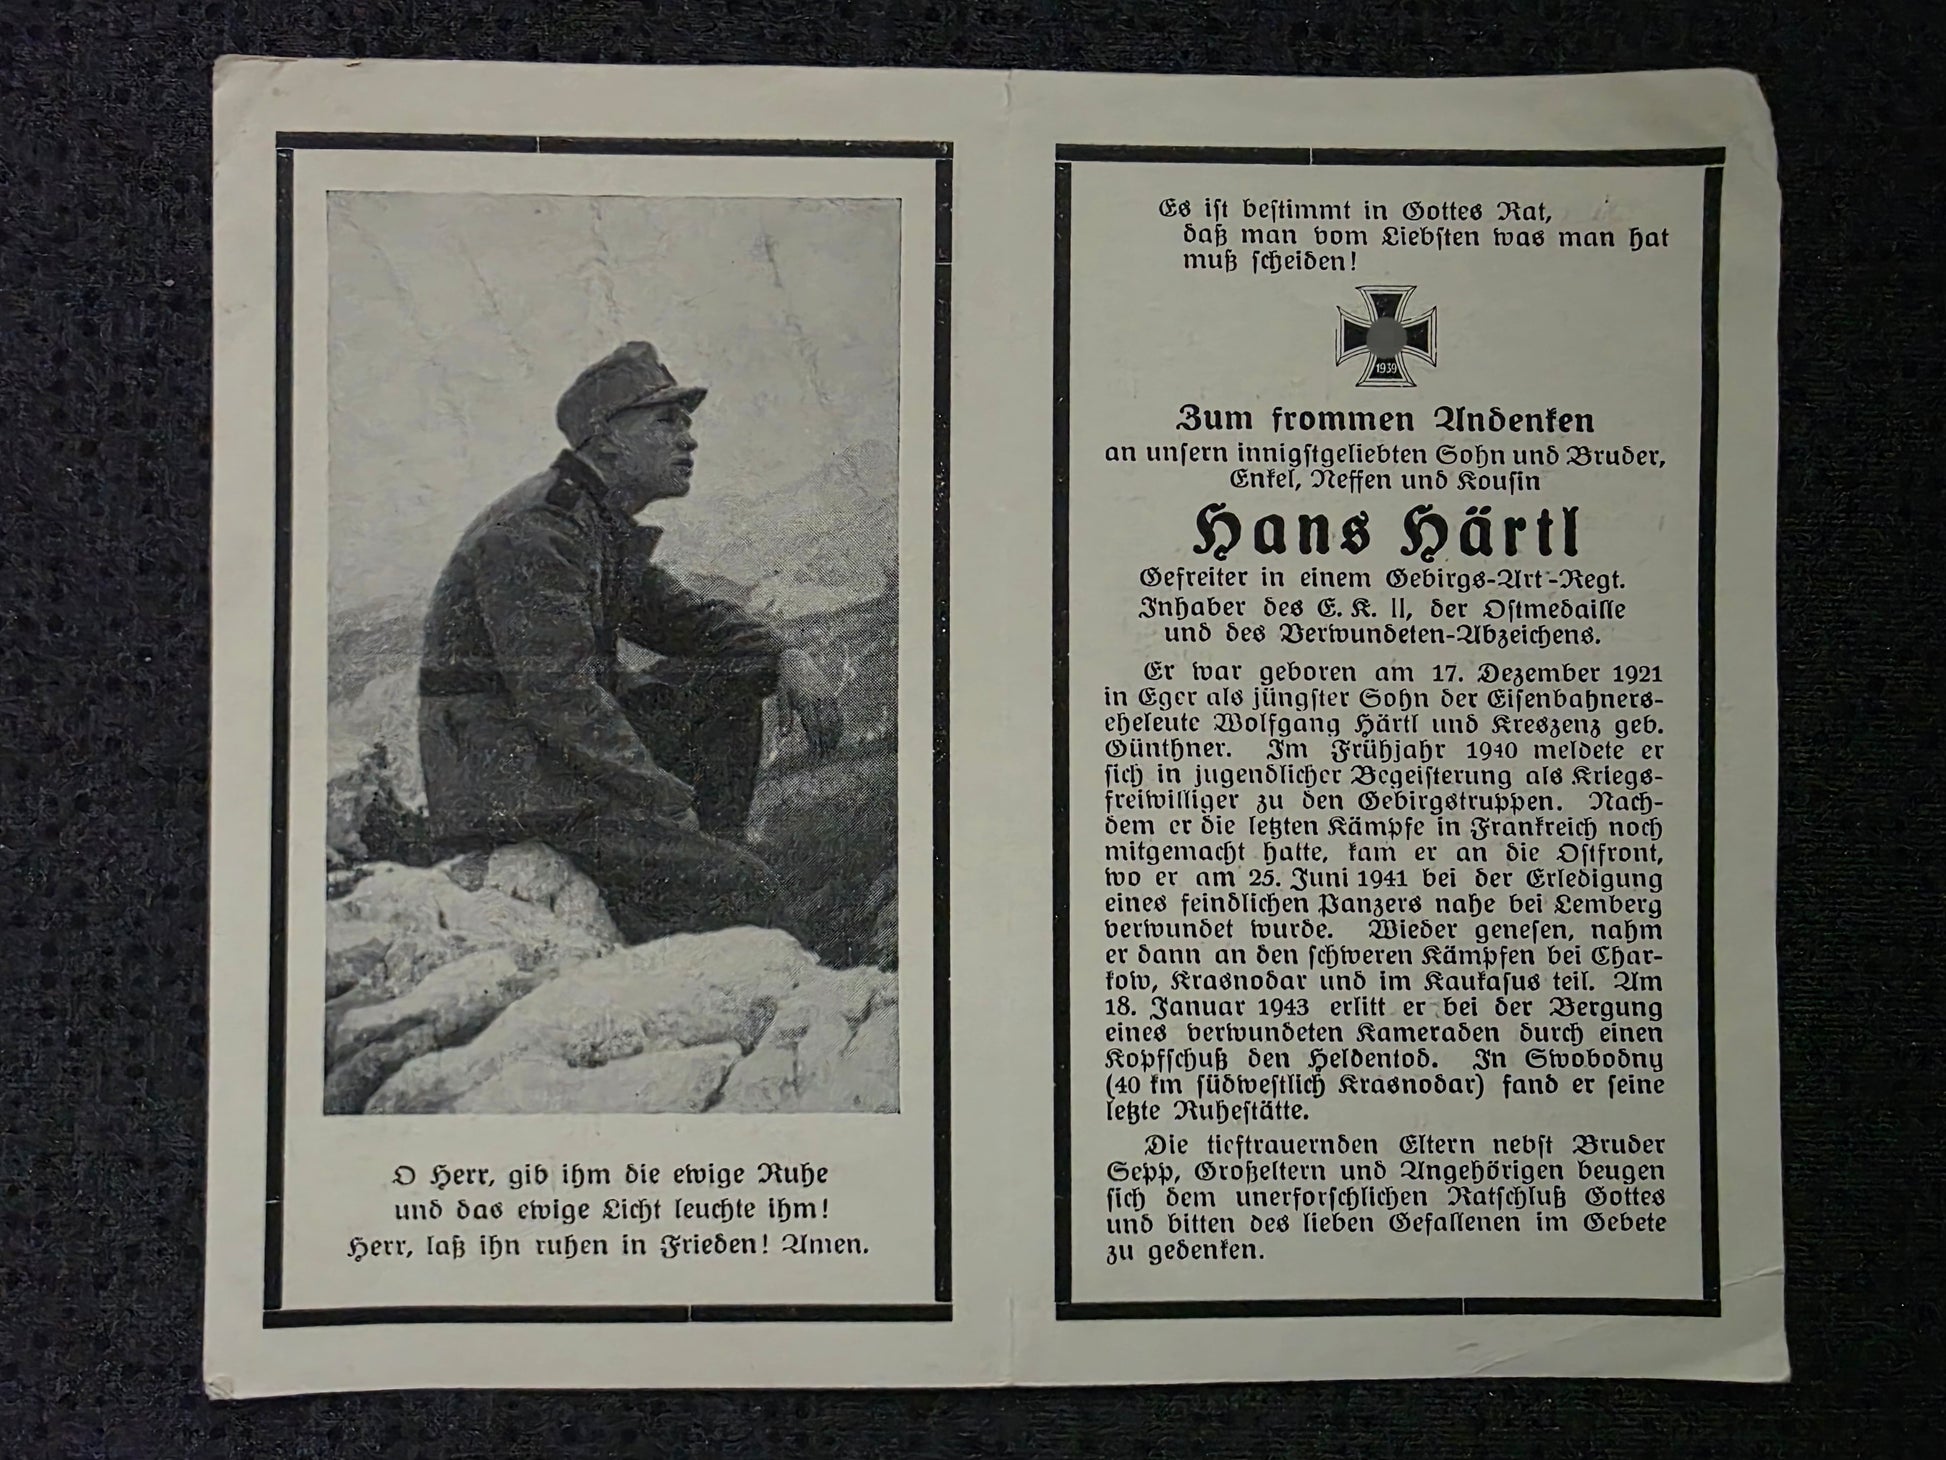 O Herr, gib ihm die ewige Ruhe
und das ewige Licht leuchte ihm!
Herr, laß ihn ruhen in Frieden! Amen.
Es ist bestimmt in Gottes Rat,
daß man vom Liebsten was man hat
muß scheiden!
1939
Zum frommen Andenken
an unsern innigstgeliebten Sohn und Bruder,
Enkel, Neffen und Kousin
Hans Härtl
Gefreiter in einem Gebirgs-Art-Regt.
Inhaber des E. K. II, der Ostmedaille
und des Verwundeten-Abzeichens.
Er war geboren am 17. Dezember 1921
in Eger als jüngster Sohn der Eisenbahners-
eheleute Wolfgang Härtl und Kreszenz geb.
Günthner. Im Frühjahr 1940 meldete er
sich in jugendlicher Begeisterung als Kriegs-
freiwilliger zu den Gebirgstruppen. Nach-
dem er die letzten Kämpfe in Frankreich noch
mitgemacht hatte, kam er an die Ostfront,
wo er am 25. Juni 1941 bei der Erledigung
eines feindlichen Panzers nahe bei Lemberg
verwundet wurde. Wieder genesen, nahm
er dann an den schweren Kämpfen bei Char-
kow, Krasnodar und im Kaukasus teil. Am
18. Januar 1943 erlitt er bei der Bergung
eines verwundeten Kameraden durch einen
Kopfschuß den Heldentod. In Swobodny
(40 km südwestlich Krasnodar) fand er seine
letzte Ruhestätte.
Die tieftrauernden Eltern nebst Bruder
Sepp, Großeltern und Angehörigen beugen
sich dem unerforschlichen Ratschluß Gottes
und bitten des lieben Gefallenen im Gebete
zu gedenken.